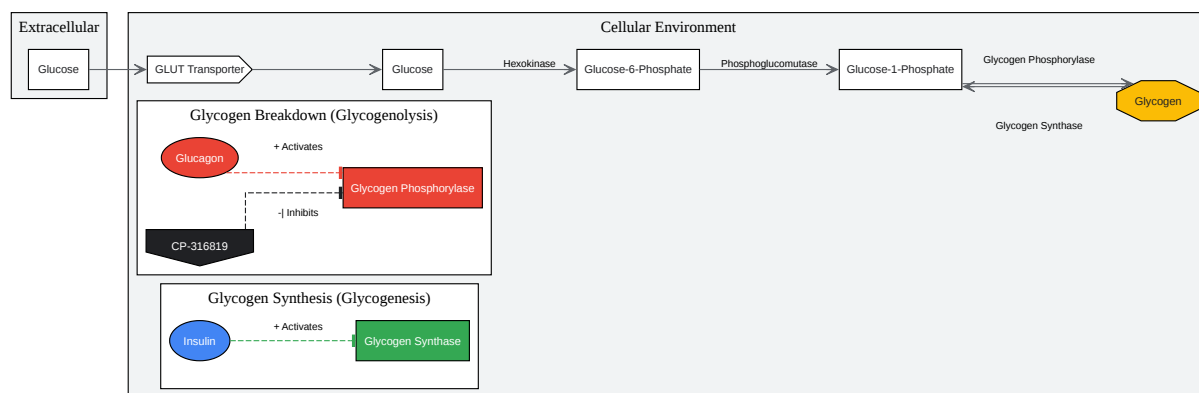 Extracellular
Cellular Environment
Glucose
GLUT Transporter
Glucose
Hexokinase
Glucose-6-Phosphate
Phosphoglucomutase
Glucose-1-Phosphate
Glycogen Phosphorylase
Glycogen
Glycogen Synthase
Glycogen Breakdown (Glycogenolysis)
Glucagon
+ Activates
Glycogen Phosphorylase
-| Inhibits
CP-316819
Glycogen Synthesis (Glycogenesis)
Insulin
+ Activates
Glycogen Synthase